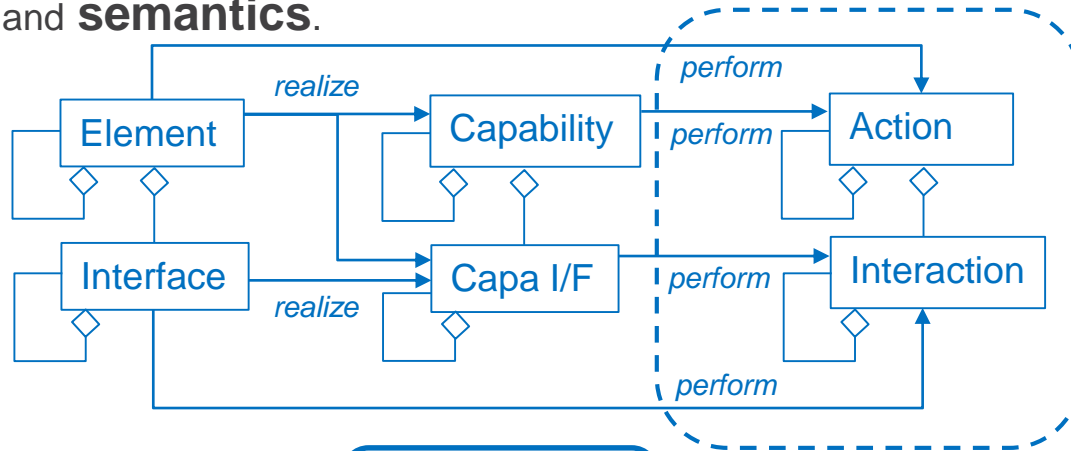 and semantics.
perform
realize
Element
Capability
perform
Action
Interface
Capa I/F
perform
Interaction
realize
perform